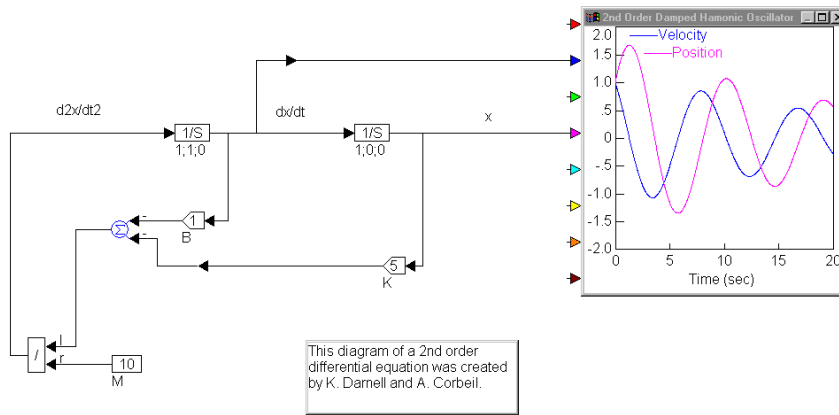 2nd Order Damped Hamonic Oscillator
Velocity
Position
2.0
1.5
1.0
.5
0
-.5
-1.0
-1.5
-2.0
0
5
10
15
20
Time (sec)
d2x/dt2
dx/dt
x
1/S
1;1;0
1/S
1;0;0
-
1
B
Σ
-
5
K
l
/
r
10
M
This diagram of a 2nd order
differential equation was created
by K. Darnell and A. Corbeil.